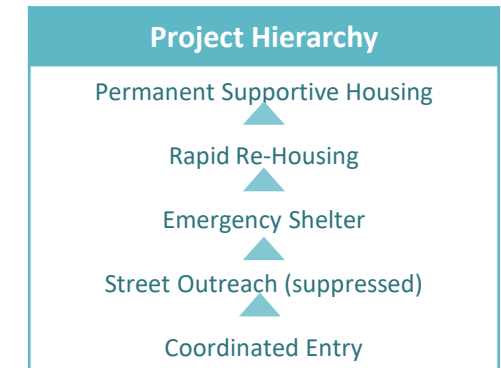 Project Hierarchy
Permanent Supportive Housing
Rapid Re-Housing
Emergency Shelter
Street Outreach (suppressed)
Coordinated Entry